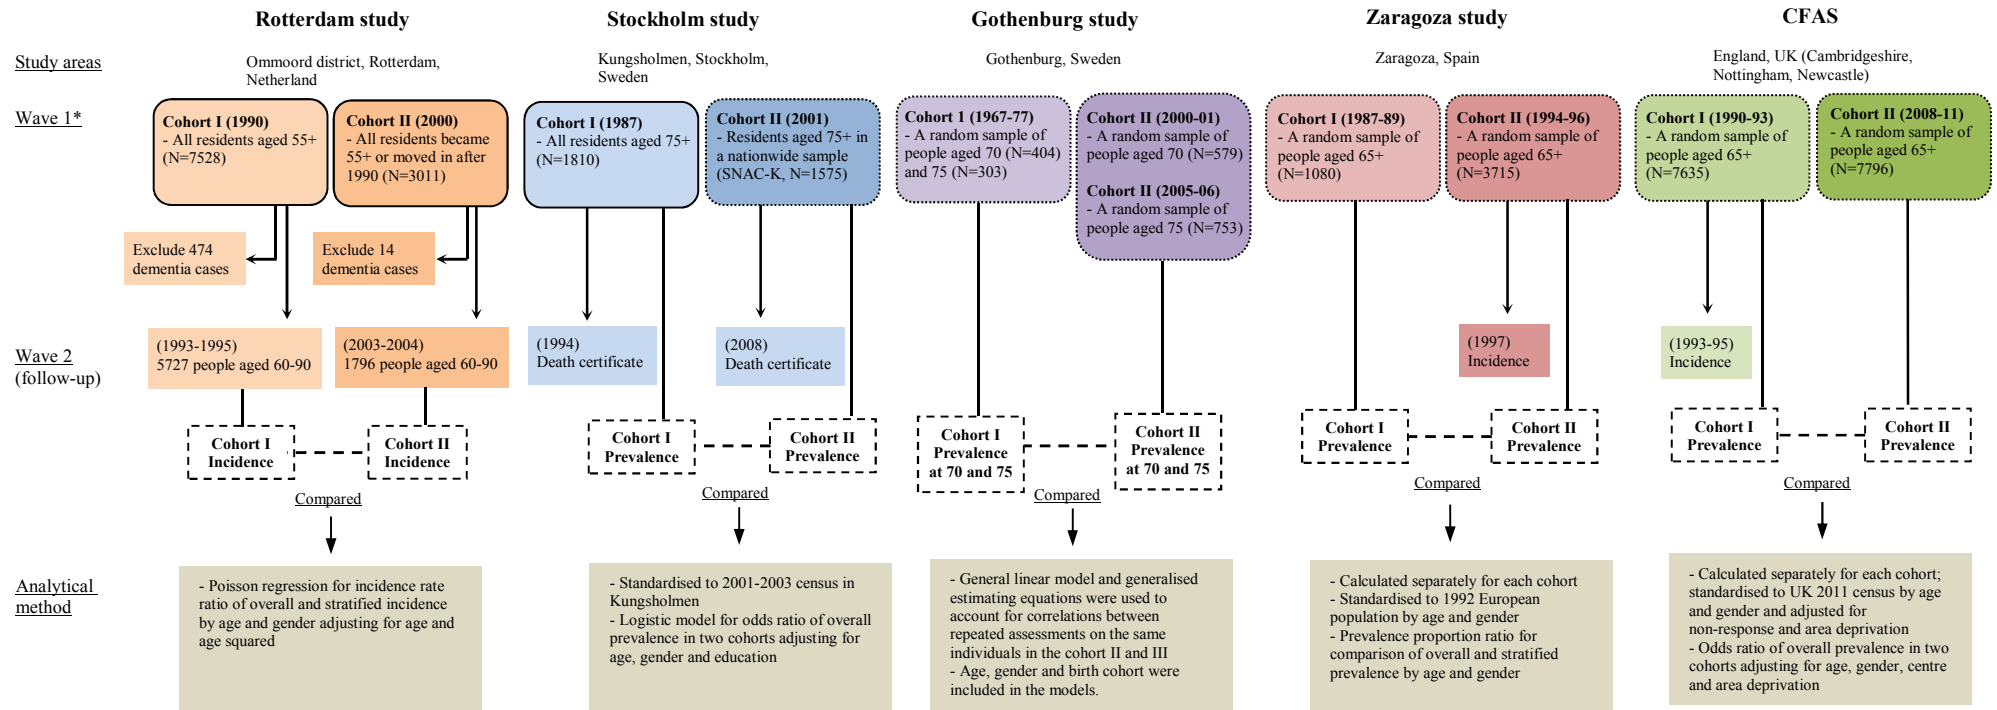 Rotterdam study
Stockholm study
Gothenburg study
Zaragoza study
CFAS
Study areas
Ommoord district, Rotterdam,
Netherland
Kungsholmen, Stockholm,
Sweden
Gothenburg, Sweden
Zaragoza, Spain
England, UK (Cambridgeshire,
Nottingham, Newcastle)
Wave 1*
Cohort I (1990)
- All residents aged 55+
(N=7528)
Cohort II (2000)
- All residents became
55+ or moved in after
1990 (N=3011)
Cohort I (1987)
- All residents aged 75+
(N=1810)
Cohort II (2001)
- Residents aged 75+ in
a nationwide sample
(SNAC-K, N=1575)
Cohort 1 (1967-77)
- A random sample of
people aged 70 (N=404)
and 75 (N=303)
Cohort II (2000-01)
- A random sample of
people aged 70 (N=579)
Cohort II (2005-06)
- A random sample of
people aged 75 (N=753)
Cohort I (1987-89)
- A random sample of
people aged 65+
(N=1080)
Cohort II (1994-96)
- A random sample of
people aged 65+
(N=3715)
Cohort I (1990-93)
- A random sample of
people aged 65+
(N=7635)
Cohort II (2008-11)
- A random sample of
people aged 65+
(N=7796)
Exclude 474
dementia cases
Exclude 14
dementia cases
Wave 2
(follow-up)
(1993-1995)
5727 people aged 60-90
(2003-2004)
1796 people aged 60-90
(1994)
Death certificate
(2008)
Death certificate
(1997)
Incidence
(1993-95)
Incidence
Cohort I
Incidence
Cohort II
Incidence
Cohort I
Prevalence
Cohort II
Prevalence
Cohort I
Prevalence
at 70 and 75
Cohort II
Prevalence
at 70 and 75
Cohort I
Prevalence
Cohort II
Prevalence
Cohort I
Prevalence
Cohort II
Prevalence
Compared
Compared
Compared
Compared
Compared
Analytical
method
- Poisson regression for incidence rate
ratio of overall and stratified incidence
by age and gender adjusting for age and
age squared
- Standardised to 2001-2003 census in
Kungsholmen
- Logistic model for odds ratio of overall
prevalence in two cohorts adjusting for
age, gender and education
- General linear model and generalised
estimating equations were used to
account for correlations between
repeated assessments on the same
individuals in the cohort II and III
- Age, gender and birth cohort were
included in the models.
- Calculated separately for each cohort
- Standardised to 1992 European
population by age and gender
- Prevalence proportion ratio for
comparison of overall and stratified
prevalence by age and gender
- Calculated separately for each cohort;
standardised to UK 2011 census by age
and gender and adjusted for
non-response and area deprivation
- Odds ratio of overall prevalence in two
cohorts adjusting for age, gender, centre
and area deprivation